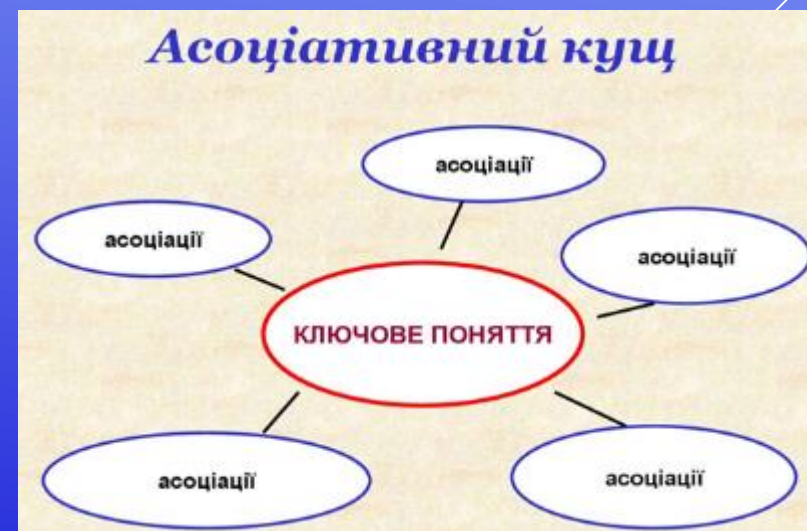 Асоціативний кущ
асоціації
асоціації
асоціації
КЛЮЧОВЕ ПОНЯТТЯ
асоціації
асоціації